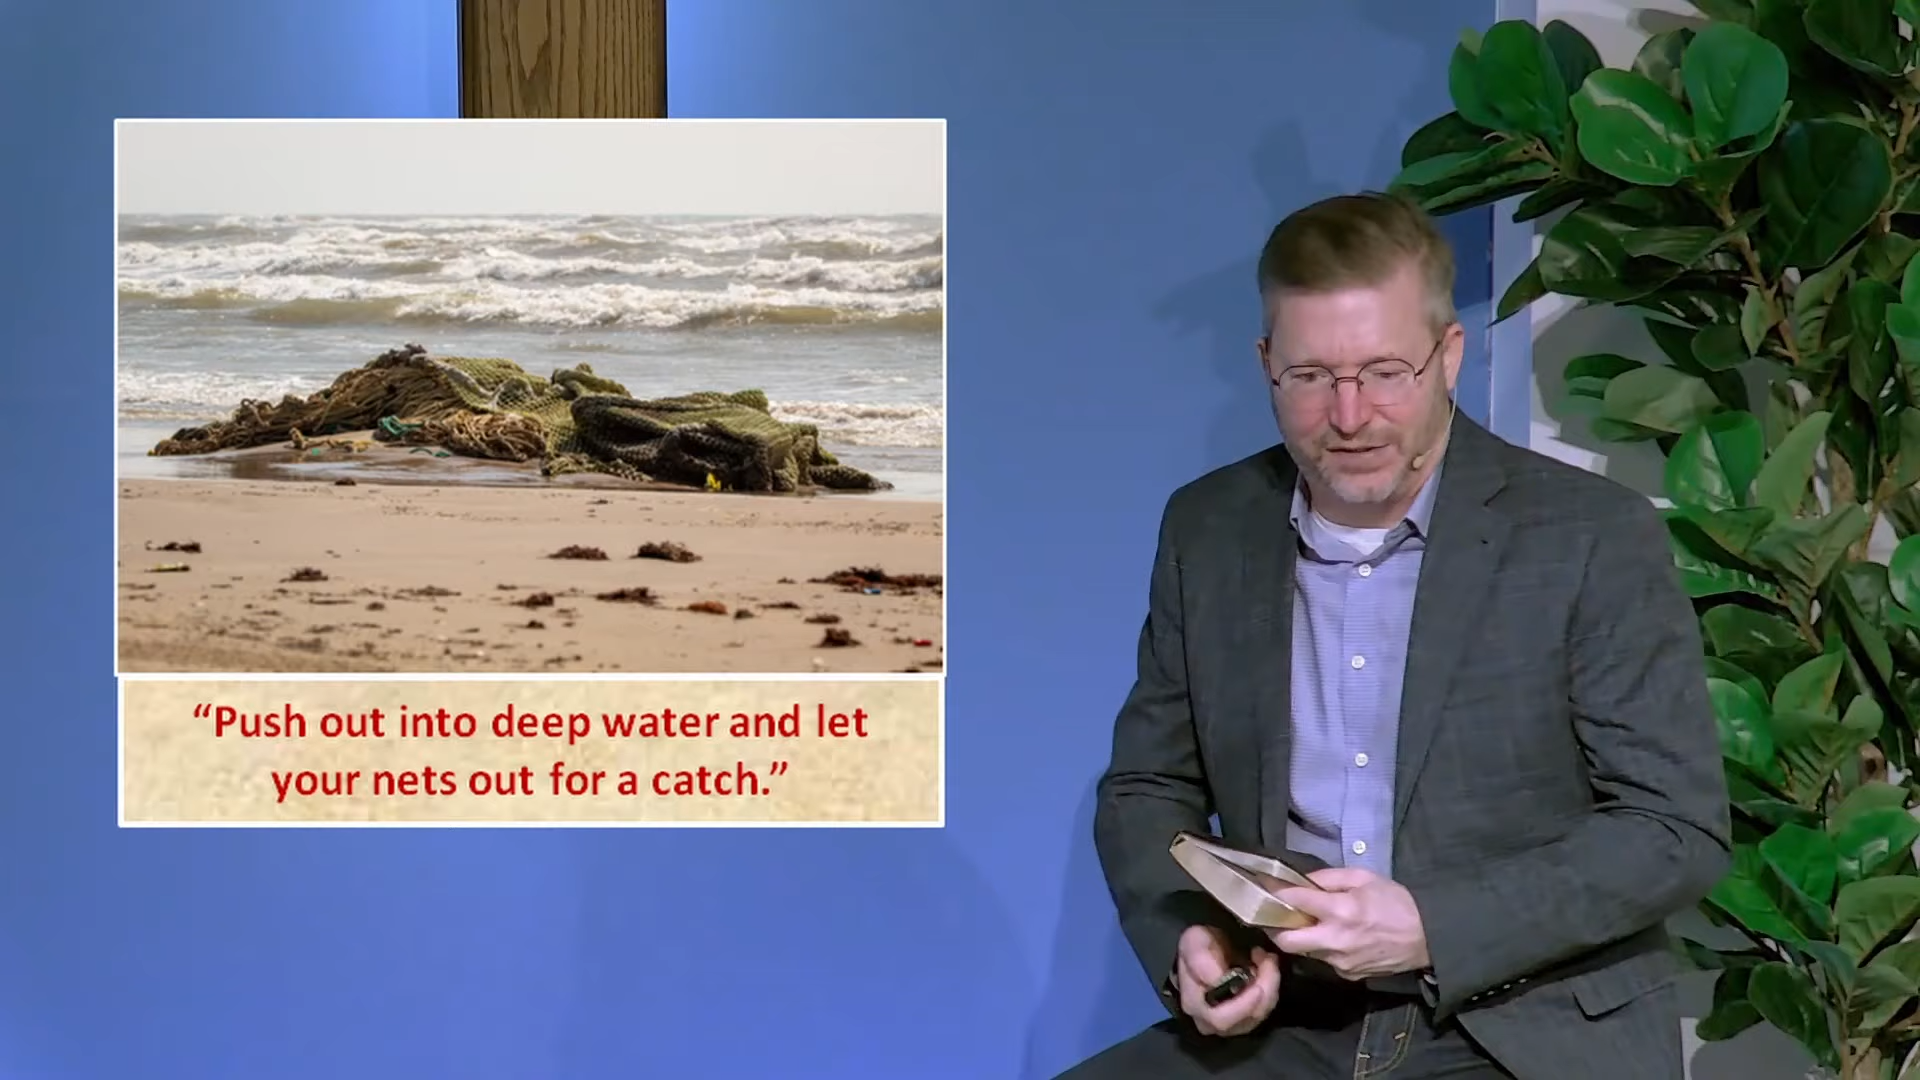 “Push out into deep water and let
your nets out for a catch.”